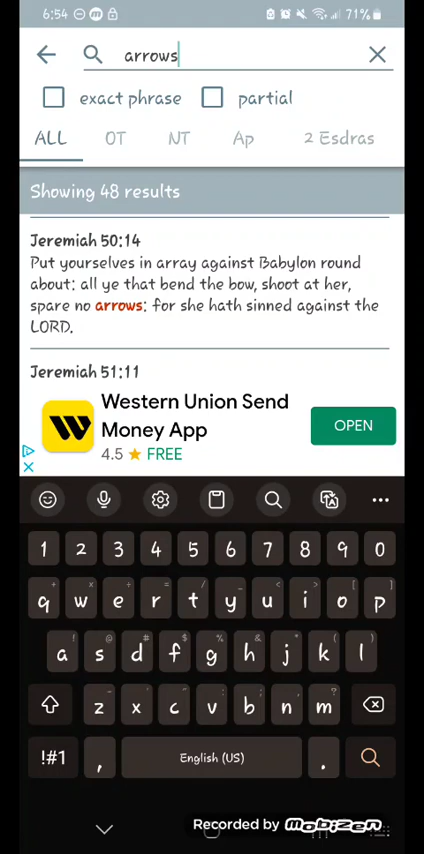 6:54 71%
arrows
exact phrase partial
ALL OT NT Ap 2 Esdras
Showing 48 results
Jeremiah 50:14
Put yourselves in array against Babylon round
about: all ye that bend the bow, shoot at her,
spare no arrows: for she hath sinned against the
LORD.
Jeremiah 51:11
Western Union Send
Money App
OPEN
4.5 ★ FREE
1 2 3 4 5 6 7 8 9 0
q w e r t y u i o p
a s d f g h j k l
z x c v b n m
!#1 , English (US) .
Recorded by mobizen